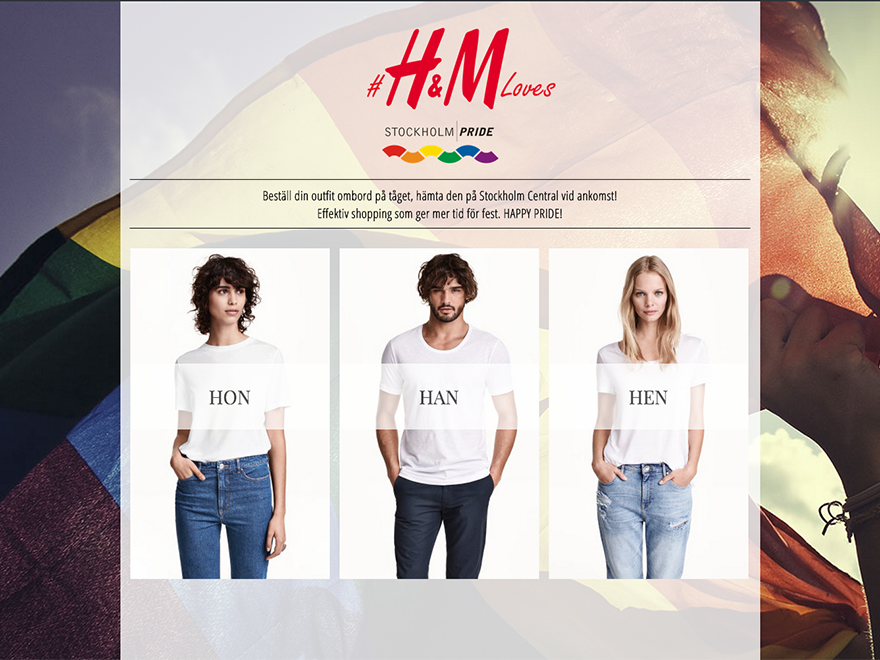 #H&M Loves
STOCKHOLM PRIDE
Beställ din outfit ombord på tåget, hämta den på Stockholm Central vid ankomst!
Effektiv shopping som ger mer tid för fest. HAPPY PRIDE!
HON
HAN
HEN